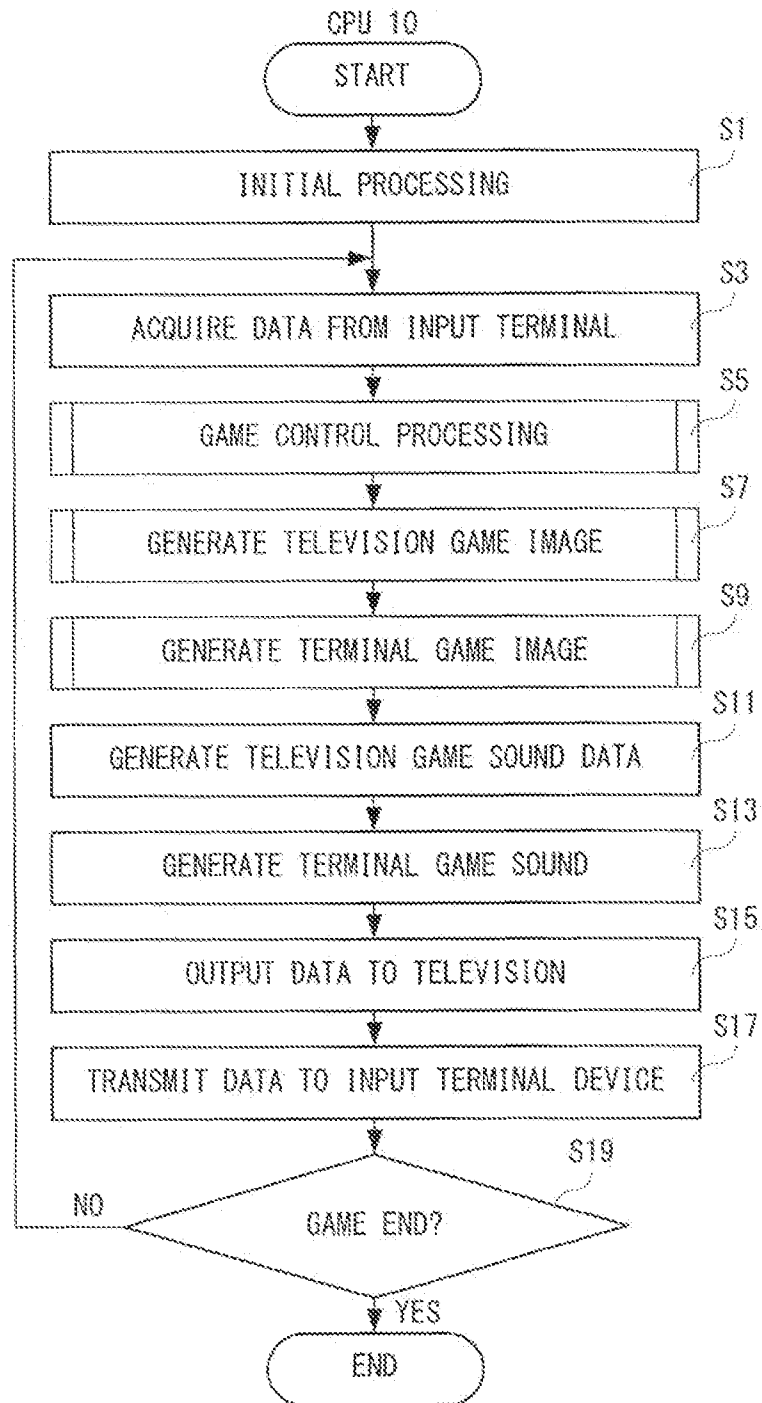 CPU 10
START
S1
INITIAL PROCESSING
S3
ACQUIRE DATA FROM INPUT TERMINAL
S5
GAME CONTROL PROCESSING
S7
GENERATE TELEVISION GAME IMAGE
S9
GENERATE TERMINAL GAME IMAGE
S11
GENERATE TELEVISION GAME SOUND DATA
S13
GENERATE TERMINAL GAME SOUND
S15
OUTPUT DATA TO TELEVISION
S17
TRANSMIT DATA TO INPUT TERMINAL DEVICE
S19
NO
GAME END?
YES
END